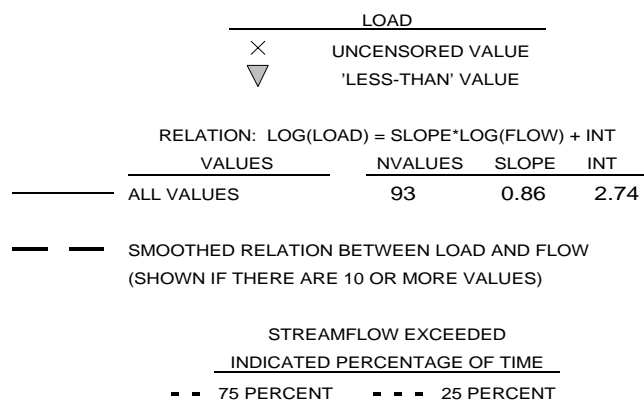 LOAD
UNCENSORED VALUE
'LESS-THAN' VALUE
RELATION: LOG(LOAD) = SLOPE*LOG(FLOW) + INT
VALUES NVALUES SLOPE INT
ALL VALUES 93 0.86 2.74
SMOOTHED RELATION BETWEEN LOAD AND FLOW
(SHOWN IF THERE ARE 10 OR MORE VALUES)
STREAMFLOW EXCEEDED
INDICATED PERCENTAGE OF TIME
75 PERCENT 25 PERCENT